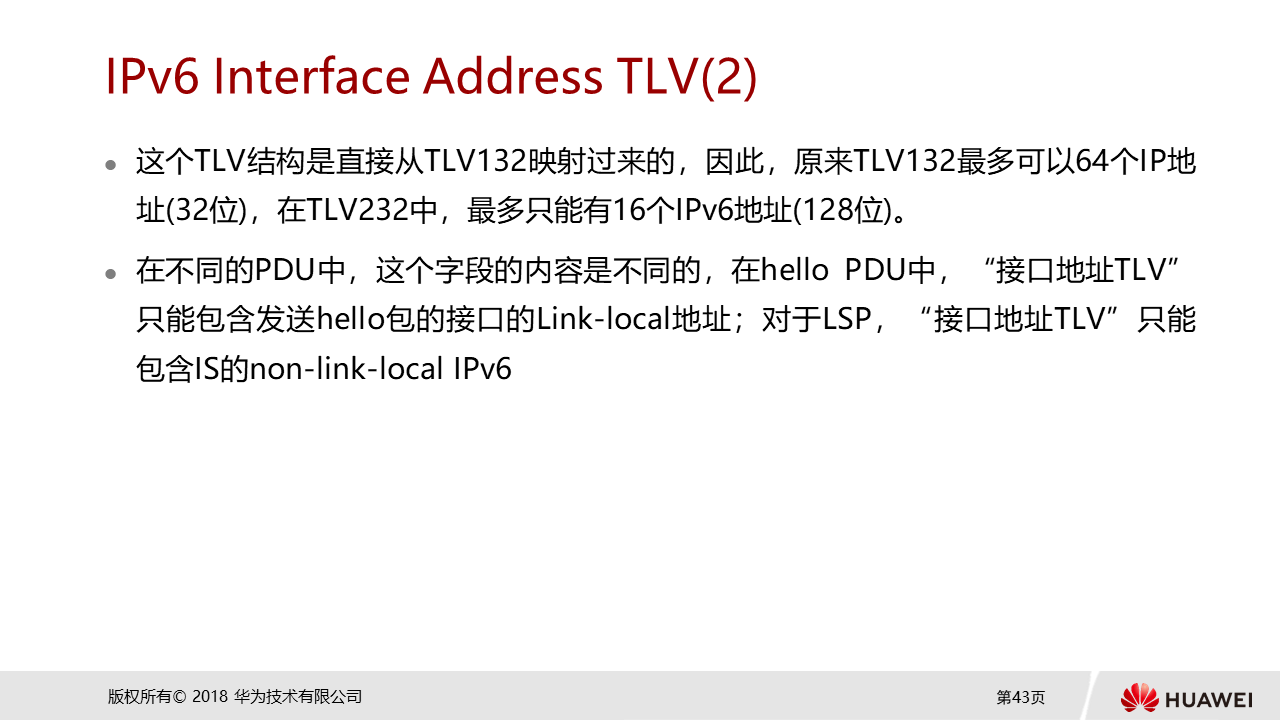 IPv6 Interface Address TLV(2)
这个TLV结构是直接从TLV132映射过来的，因此，原来TLV132最多可以64个IP地
址(32位)，在TLV232中，最多只能有16个IPv6地址(128位)。
在不同的PDU中，这个字段的内容是不同的，在hello PDU中，“接口地址TLV”
只能包含发送hello包的接口的Link-local地址；对于LSP，“接口地址TLV”只能
包含IS的non-link-local IPv6
版权所有© 2018 华为技术有限公司
第43页
HUAWEI